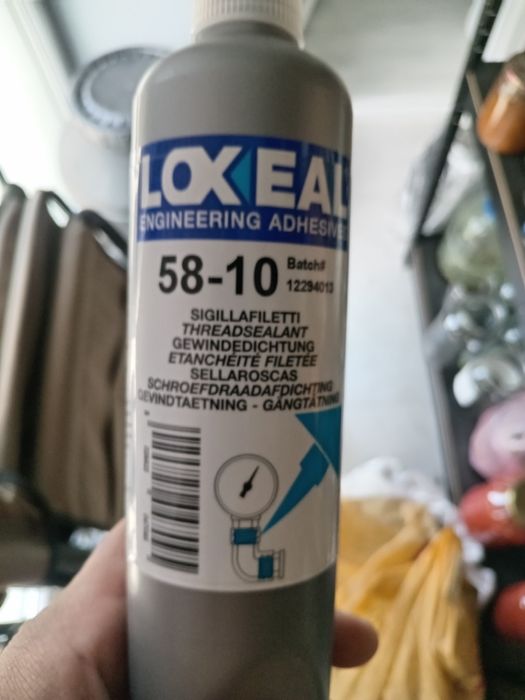 LOXEAL
ENGINEERING ADHESIVES
58-10
Batch#
12294013
SIGILLAFILETTI
THREADSEALANT
GEWINDEDICHTUNG
ETANCHÉITÉ FILETÉE
SELLAROSCAS
SCHROEFDRAADAFDICHTING
GEVINDTAETNING - GÄNGTÄTNING